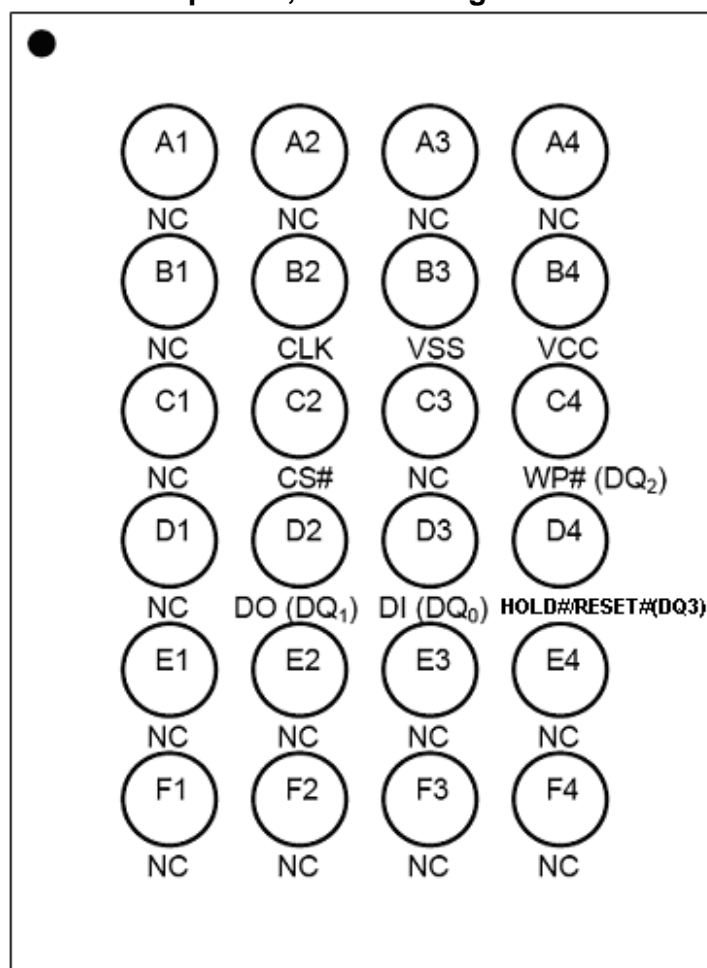 A1 A2 A3 A4
NC NC NC NC
B1 B2 B3 B4
NC CLK VSS VCC
C1 C2 C3 C4
NC CS# NC WP# (DQ₂)
D1 D2 D3 D4
NC DO (DQ₁) DI (DQ₀) HOLD#/RESET#(DQ3)
E1 E2 E3 E4
NC NC NC NC
F1 F2 F3 F4
NC NC NC NC